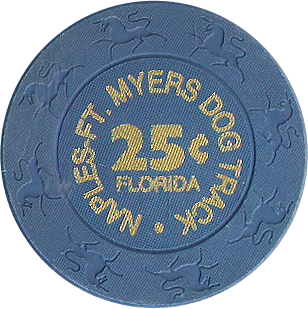 NAPLES-FT. MYERS DOG TRACK •
25¢
FLORIDA